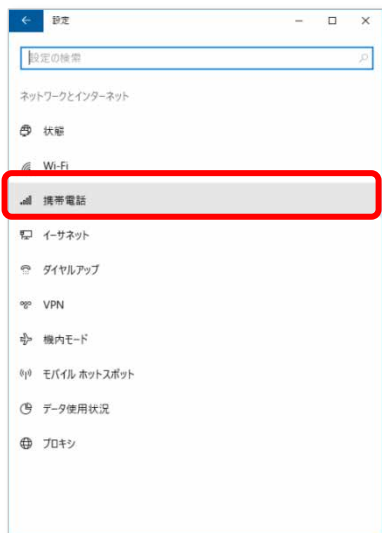 設定
設定の検索
ネットワークとインターネット
状態
Wi-Fi
携帯電話
イーサネット
ダイヤルアップ
VPN
機内モード
モバイル ホットスポット
データ使用状況
プロキシ